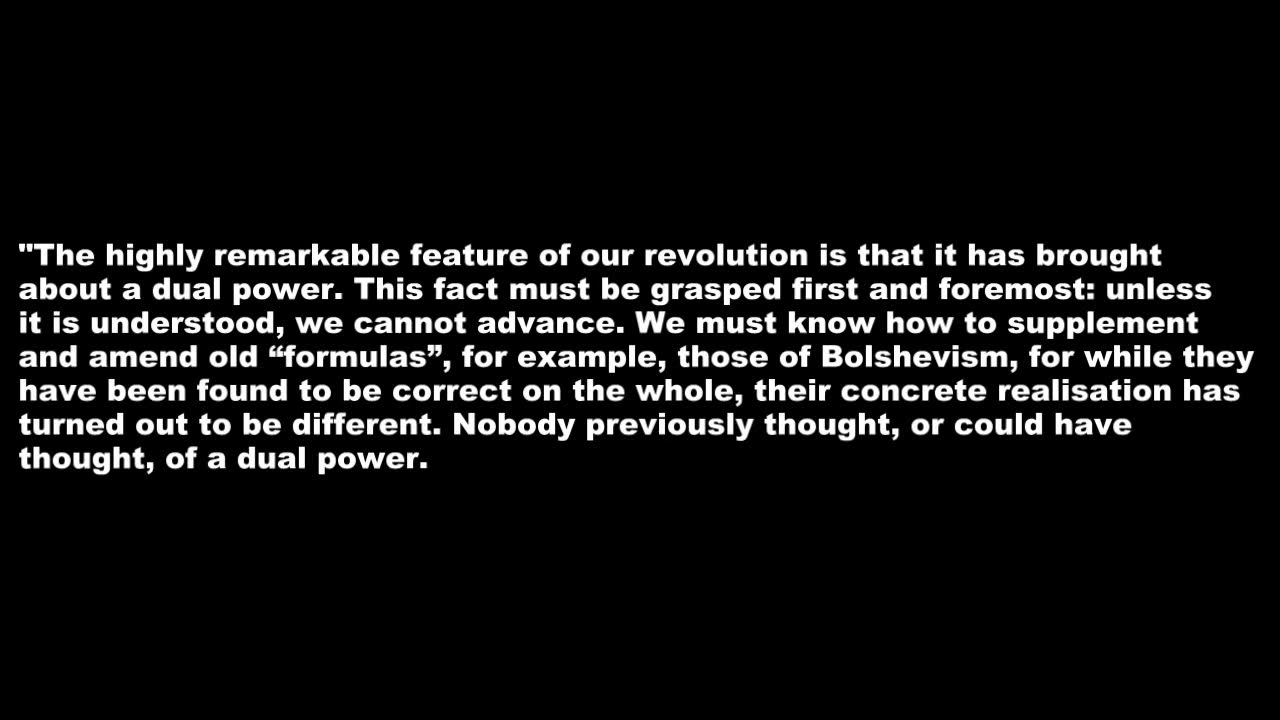 "The highly remarkable feature of our revolution is that it has brought
about a dual power. This fact must be grasped first and foremost: unless
it is understood, we cannot advance. We must know how to supplement
and amend old “formulas”, for example, those of Bolshevism, for while they
have been found to be correct on the whole, their concrete realisation has
turned out to be different. Nobody previously thought, or could have
thought, of a dual power.